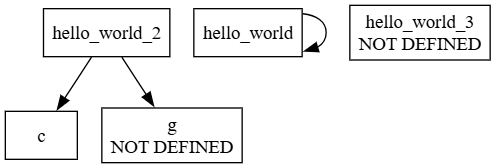 hello_world_2
hello_world
hello_world_3
NOT DEFINED
c
g
NOT DEFINED